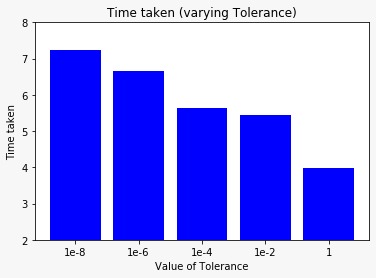 Time taken (varying Tolerance)
Time taken
8
7
6
5
4
3
2
1e-8 1e-6 1e-4 1e-2 1
Value of Tolerance